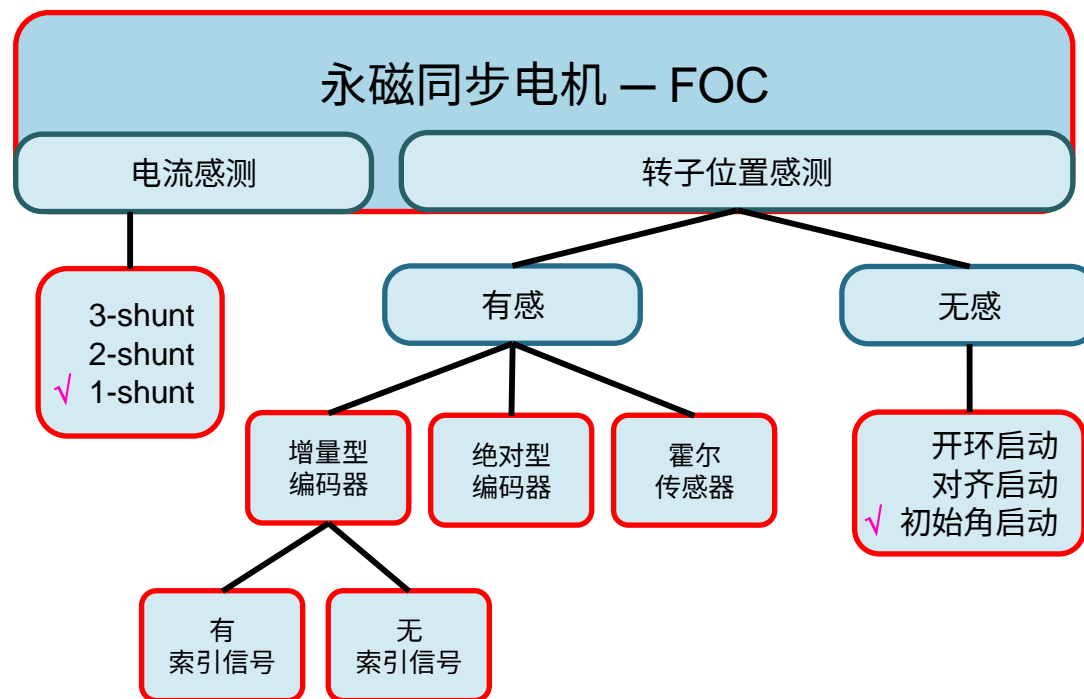 永磁同步电机 — FOC
电流感测
转子位置感测
3-shunt
2-shunt
√ 1-shunt
有感
无感
增量型
编码器
绝对型
编码器
霍尔
传感器
开环启动
对齐启动
√ 初始角启动
有
索引信号
无
索引信号